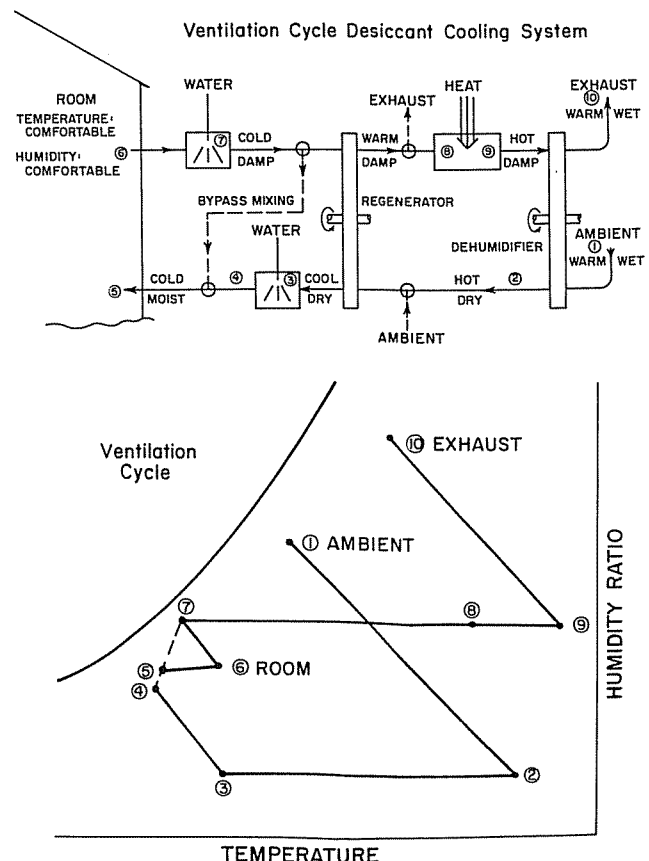 Ventilation Cycle Desiccant Cooling System
ROOM
TEMPERATURE:
COMFORTABLE
HUMIDITY:
COMFORTABLE
⑥
WATER
⑦
COLD
DAMP
EXHAUST
WARM
DAMP
HEAT
⑧
⑨
HOT
DAMP
EXHAUST
⑩
WARM WET
BYPASS MIXING
REGENERATOR
WATER
DEHUMIDIFIER
AMBIENT
①
WARM WET
⑤
COLD
MOIST
④
③
COOL
DRY
HOT
DRY
②
AMBIENT
Ventilation
Cycle
⑩ EXHAUST
① AMBIENT
⑦
⑧
⑨
⑤
⑥ ROOM
④
③
②
HUMIDITY RATIO
TEMPERATURE